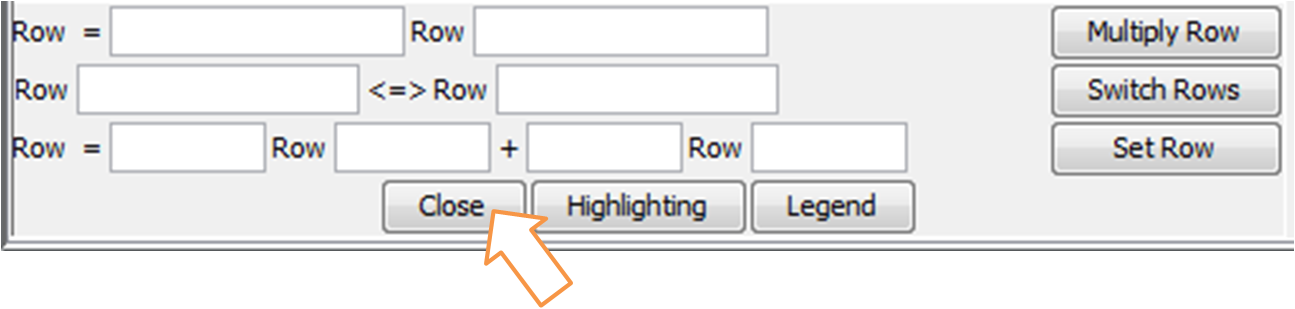 Row = Row Multiply Row
Row <=> Row Switch Rows
Row = Row + Row Set Row
Close Highlighting Legend